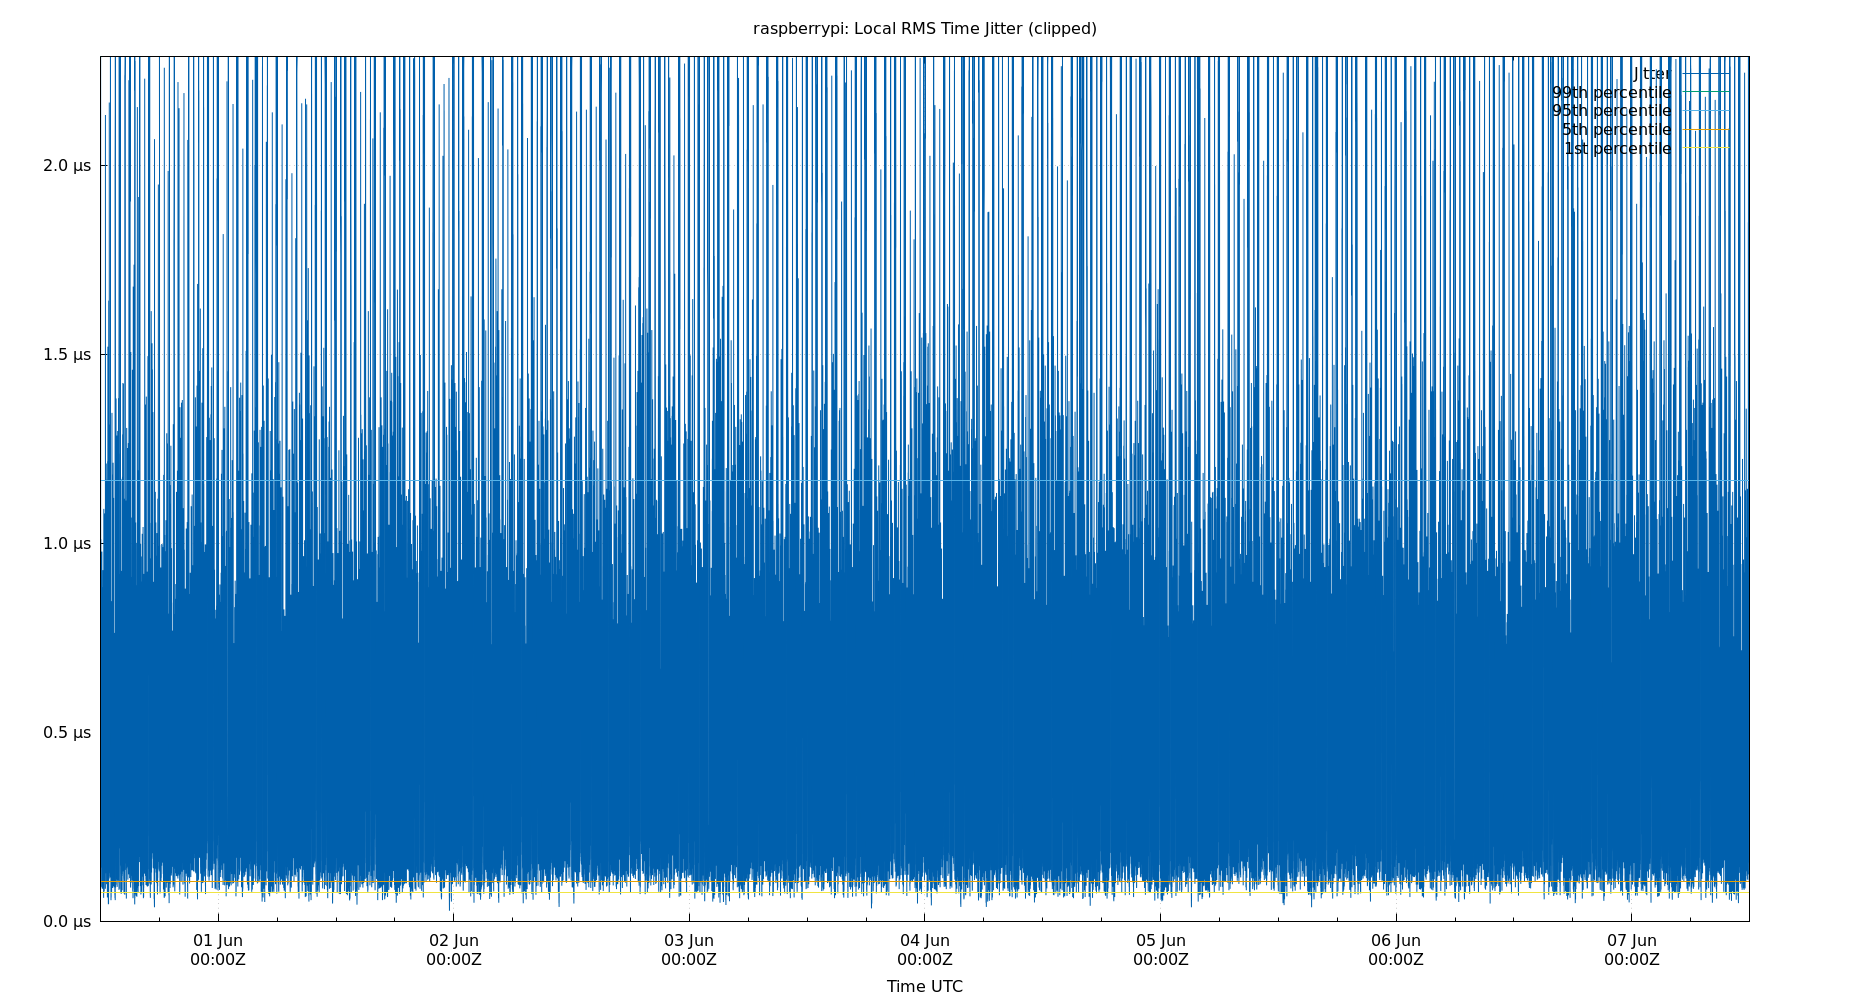 raspberrypi: Local RMS Time Jitter (clipped)
Jitter
99th percentile
95th percentile
5th percentile
1st percentile
2.0 µs
1.5 µs
1.0 µs
0.5 µs
0.0 µs
01 Jun 02 Jun 03 Jun 04 Jun 05 Jun 06 Jun 07 Jun
00:00Z 00:00Z 00:00Z 00:00Z 00:00Z 00:00Z 00:00Z
Time UTC